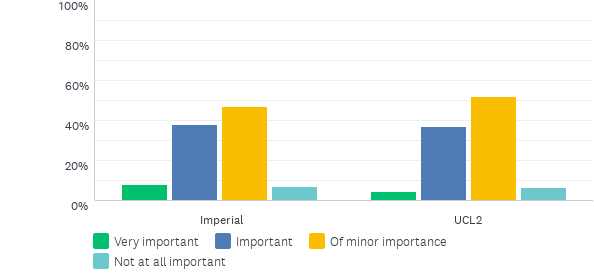 100%
80%
60%
40%
20%
0%
Imperial UCL2
Very important Important Of minor importance
Not at all important